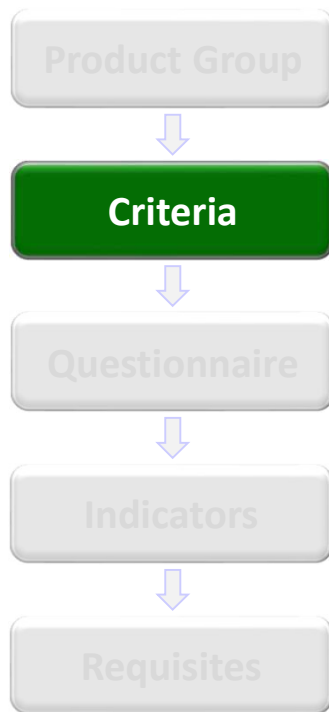 Product Group
Criteria
Questionnaire
Indicators
Requisites